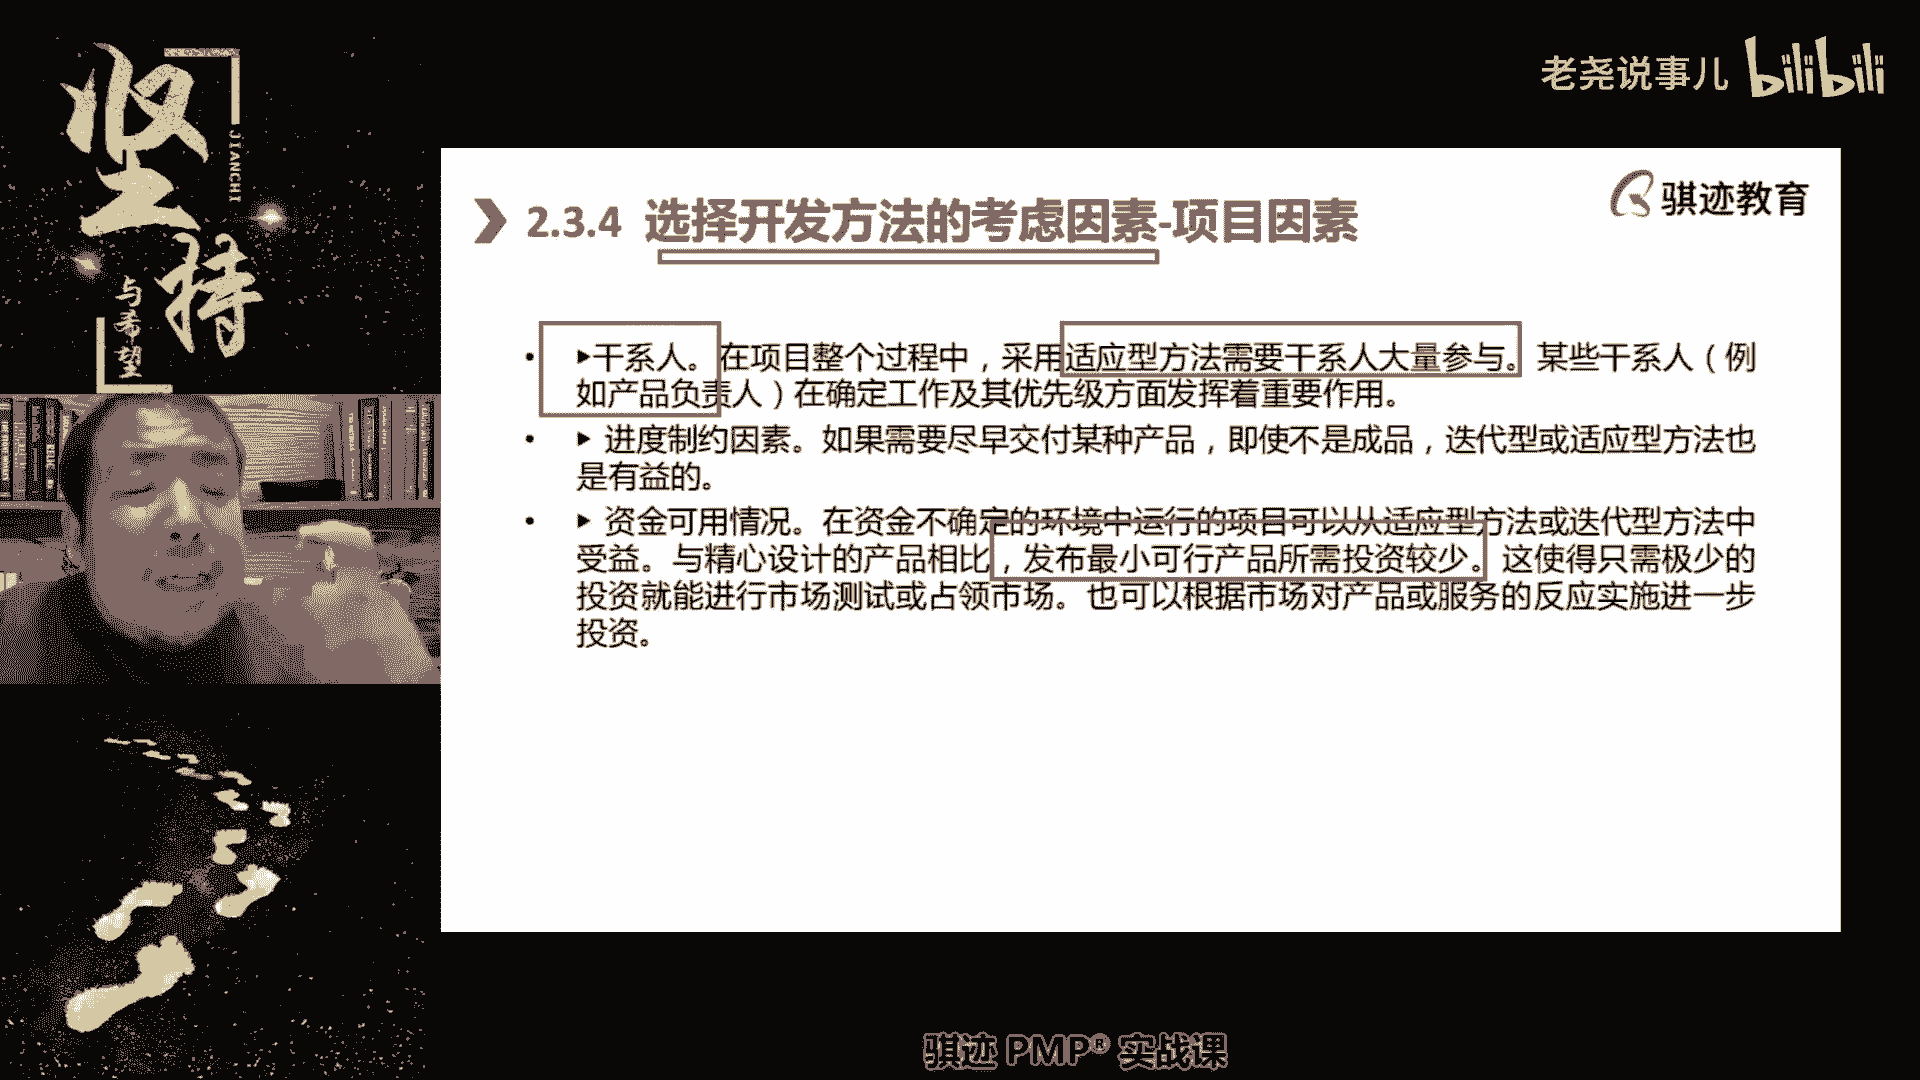 坚持
JIANCHI
与希望
老尧说事儿 bilibili
骐迹教育
2.3.4 选择开发方法的考虑因素-项目因素
• ►干系人。在项目整个过程中，采用适应型方法需要干系人大量参与。某些干系人（例
如产品负责人）在确定工作及其优先级方面发挥着重要作用。
• ► 进度制约因素。如果需要尽早交付某种产品，即使不是成品，迭代型或适应型方法也
是有益的。
• ► 资金可用情况。在资金不确定的环境中运行的项目可以从适应型方法或迭代型方法中
受益。与精心设计的产品相比，发布最小可行产品所需投资较少。这使得只需极少的
投资就能进行市场测试或占领市场。也可以根据市场对产品或服务的反应实施进一步
投资。
骐迹 PMP® 实战课